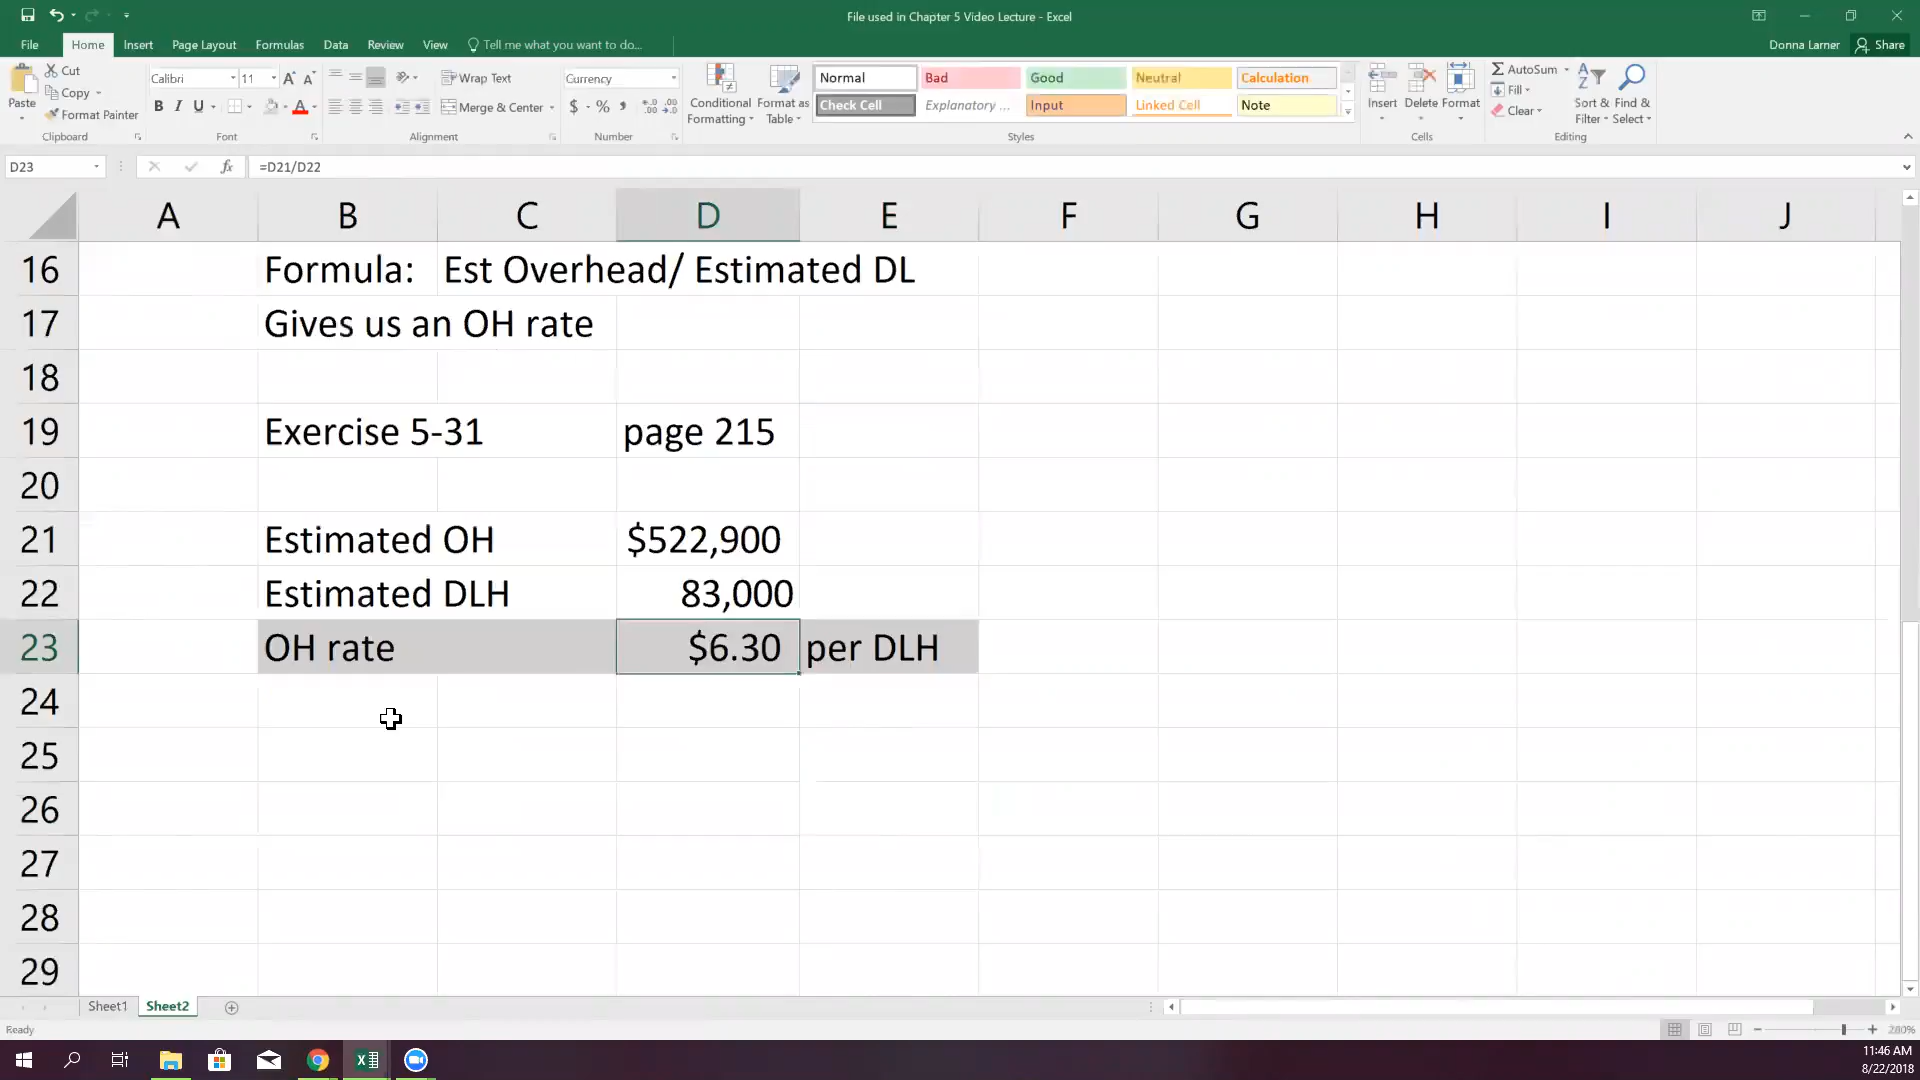 File used in Chapter 5 Video Lecture - Excel
File Home Insert Page Layout Formulas Data Review View Tell me what you want to do... Donna Larner Share
Paste
Cut
Copy
Format Painter
Clipboard
Calibri 11
B I U
Font
Wrap Text
Merge & Center
Alignment
Currency
$ % ,
Number
Conditional Formatting
Format as Table
Normal Bad Good Neutral Calculation
Check Cell Explanatory ... Input Linked Cell Note
Styles
Insert Delete Format
Cells
AutoSum
Fill
Clear
Sort & Filter
Find & Select
Editing
D23 fx =D21/D22
A B C D E F G H I J
16 Formula: Est Overhead/ Estimated DL
17 Gives us an OH rate
18
19 Exercise 5-31 page 215
20
21 Estimated OH $522,900
22 Estimated DLH 83,000
23 OH rate $6.30 per DLH
24
25
26
27
28
29
Sheet1 Sheet2
Ready
280%
11:46 AM
8/22/2018